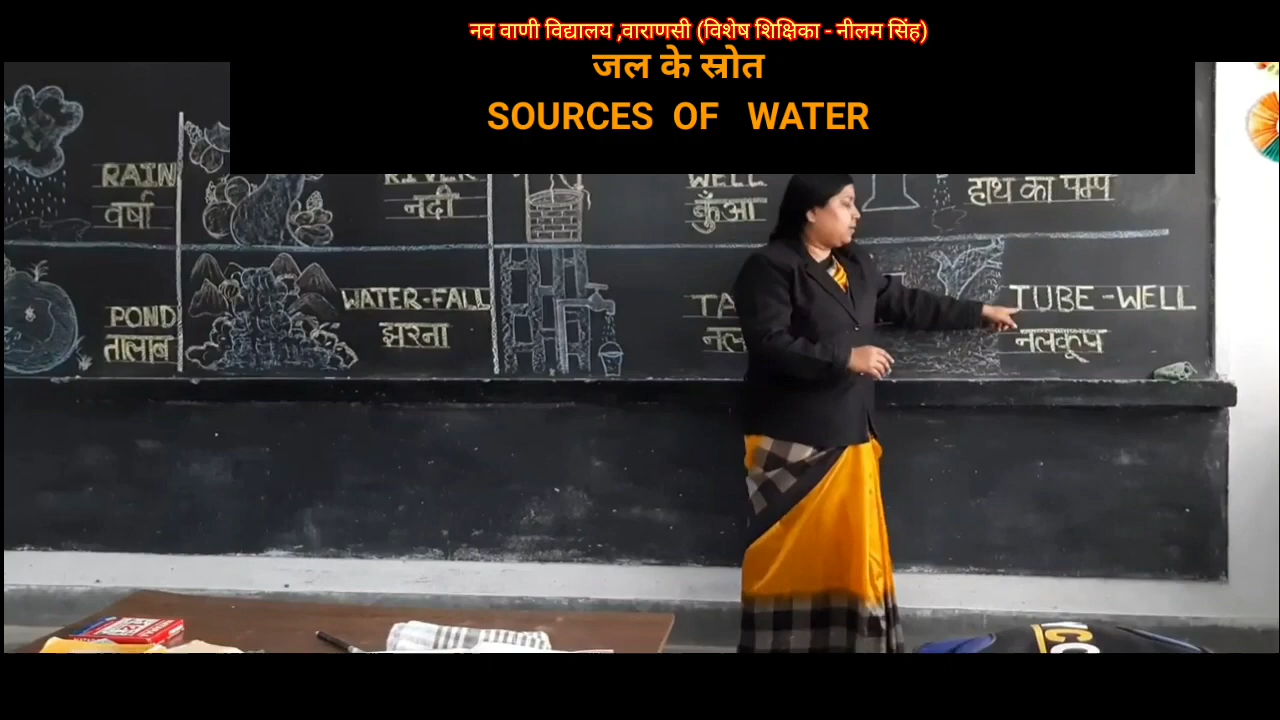 नव वाणी विद्यालय ,वाराणसी (विशेष शिक्षिका - नीलम सिंह)
जल के स्रोत
SOURCES OF WATER
RAIN
वर्षा
RIVER
नदी
WELL
कुँआ
हाथ का पम्प
POND
तालाब
WATER-FALL
झरना
TUBE-WELL
नलकूप